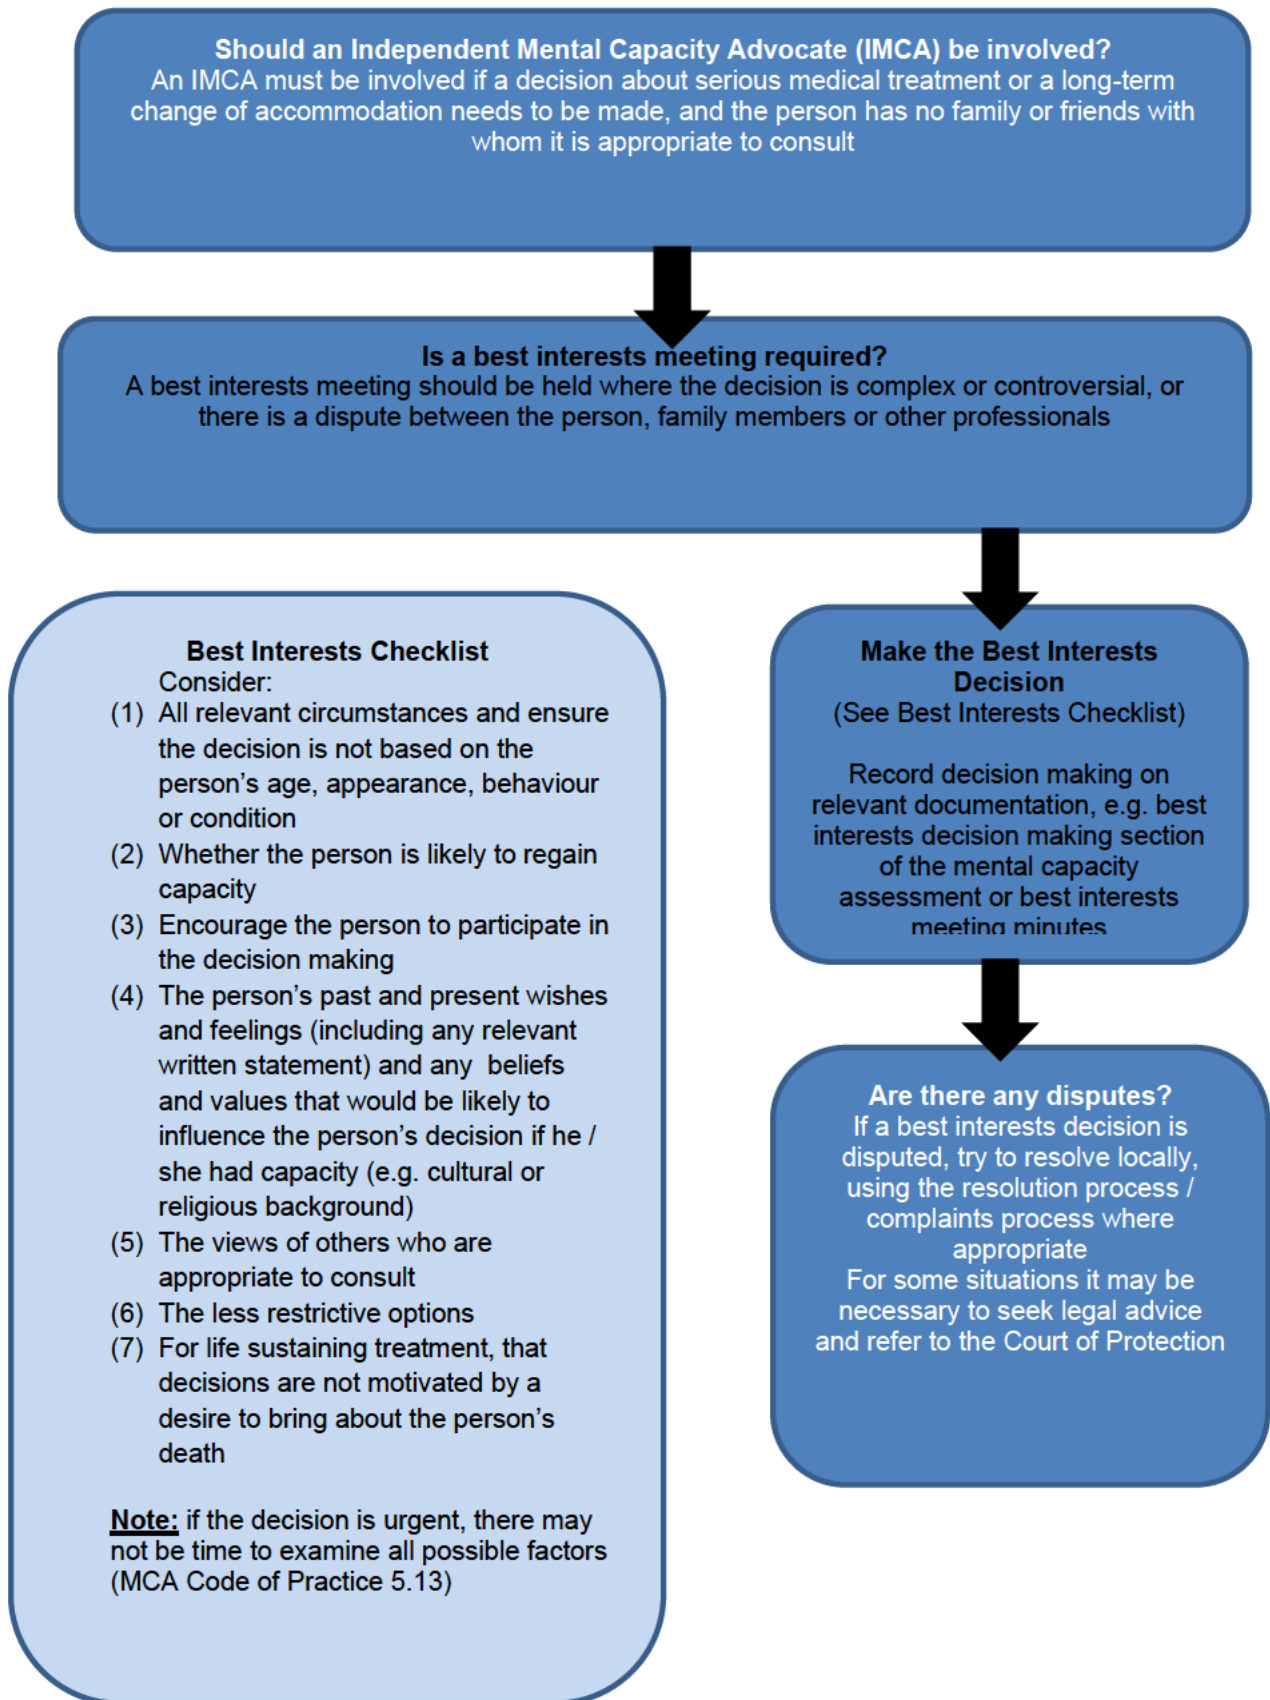 Should an Independent Mental Capacity Advocate (IMCA) be involved?
An IMCA must be involved if a decision about serious medical treatment or a long-term
change of accommodation needs to be made, and the person has no family or friends with
whom it is appropriate to consult
Is a best interests meeting required?
A best interests meeting should be held where the decision is complex or controversial, or
there is a dispute between the person, family members or other professionals
Best Interests Checklist
Consider:
(1) All relevant circumstances and ensure
the decision is not based on the
person's age, appearance, behaviour
or condition
(2) Whether the person is likely to regain
capacity
(3) Encourage the person to participate in
the decision making
(4) The person's past and present wishes
and feelings (including any relevant
written statement) and any beliefs
and values that would be likely to
influence the person's decision if he /
she had capacity (e.g. cultural or
religious background)
(5) The views of others who are
appropriate to consult
(6) The less restrictive options
(7) For life sustaining treatment, that
decisions are not motivated by a
desire to bring about the person's
death
Note: if the decision is urgent, there may
not be time to examine all possible factors
(MCA Code of Practice 5.13)
Make the Best Interests
Decision
(See Best Interests Checklist)
Record decision making on
relevant documentation, e.g. best
interests decision making section
of the mental capacity
assessment or best interests
meeting minutes
Are there any disputes?
If a best interests decision is
disputed, try to resolve locally,
using the resolution process /
complaints process where
appropriate
For some situations it may be
necessary to seek legal advice
and refer to the Court of Protection